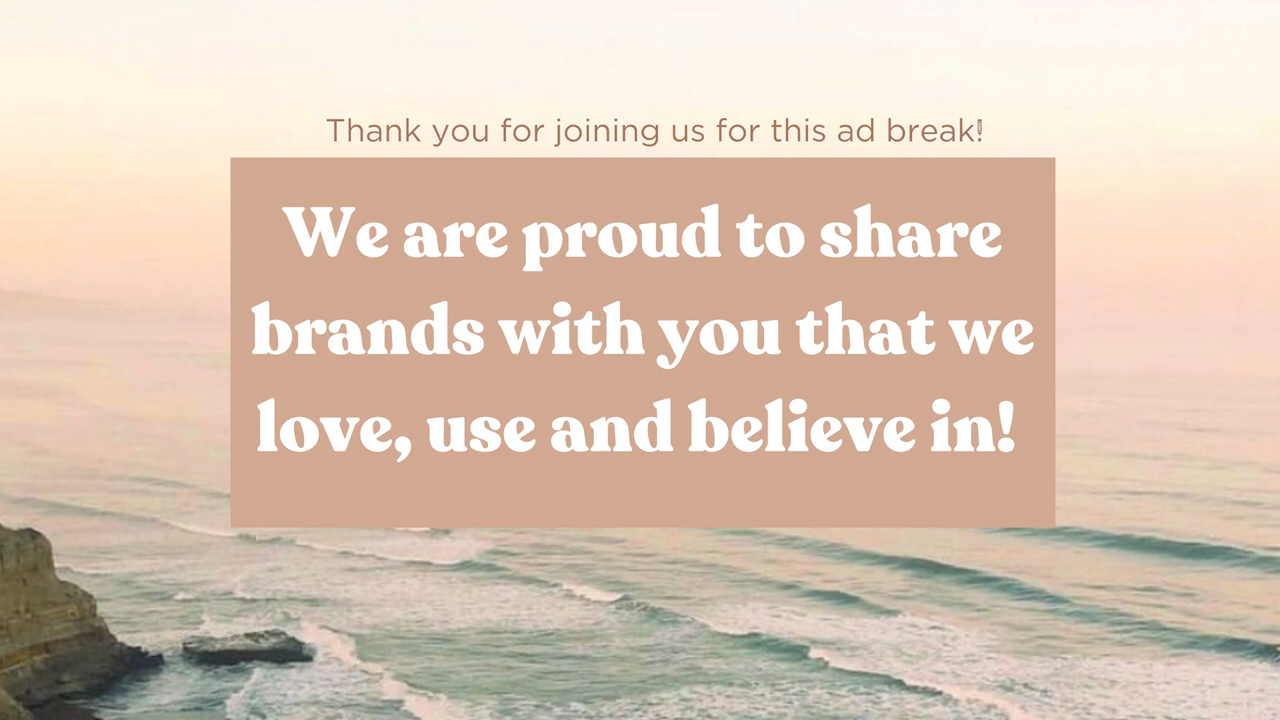 Thank you for joining us for this ad break!
We are proud to share
brands with you that we
love, use and believe in!